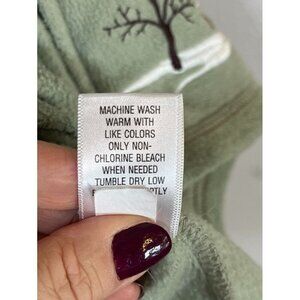 MACHINE WASH
WARM WITH
LIKE COLORS
ONLY NON-
CHLORINE BLEACH
WHEN NEEDED
TUMBLE DRY LOW